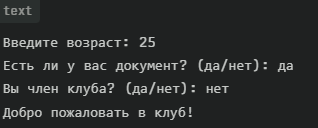 text
Введите возраст: 25
Есть ли у вас документ? (да/нет): да
Вы член клуба? (да/нет): нет
Добро пожаловать в клуб!